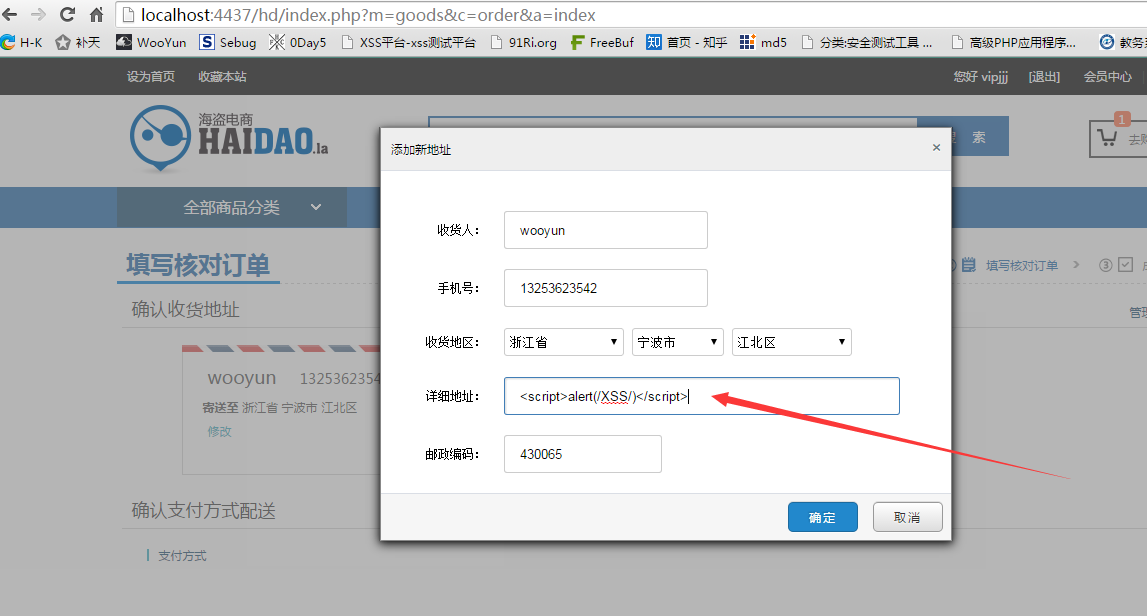 localhost:4437/hd/index.php?m=goods&c=order&a=index
H-K 补天 WooYun Sebug 0Day5 XSS平台-xss测试平台 91Ri.org FreeBuf 知 首页 - 知乎 md5 分类:安全测试工具 ... 高级PHP应用程序... 教务
设为首页 收藏本站 您好 vipjjj [退出] 会员中心
海盗电商
HAIDAO.la
索
1
去购
添加新地址 ×
全部商品分类
收货人： wooyun
填写核对订单
填写核对订单 > ③
手机号： 13253623542
确认收货地址
收货地区： 浙江省 宁波市 江北区
wooyun 1325362354
寄送至 浙江省 宁波市 江北区
修改
详细地址： <script>alert(/XSS/)</script>
邮政编码： 430065
确认支付方式配送
确定 取消
支付方式